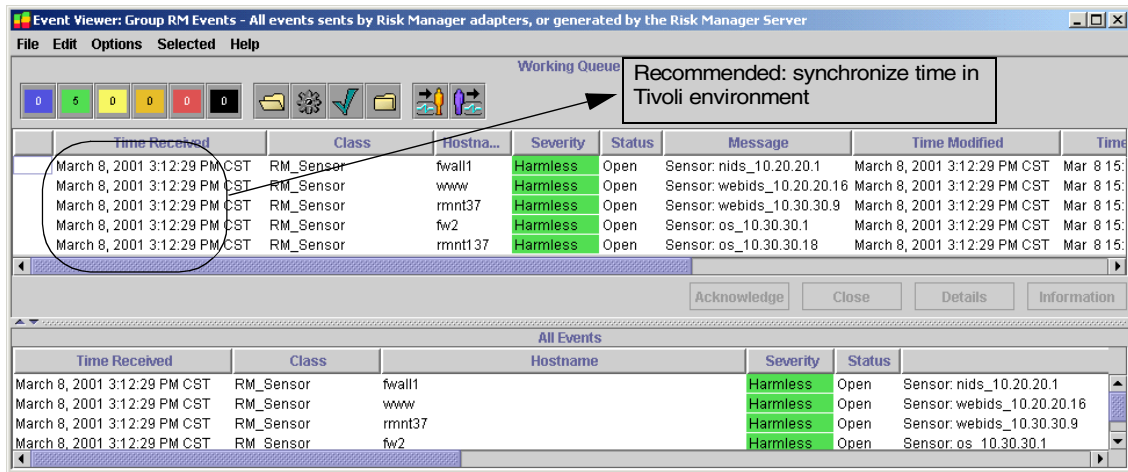 Event Viewer: Group RM Events - All events sents by Risk Manager adapters, or generated by the Risk Manager Server
File Edit Options Selected Help
Working Queue
Recommended: synchronize time in
Tivoli environment
0 5 0 0 0 0
Time Received Class Hostna... Severity Status Message Time Modified Time
March 8, 2001 3:12:29 PM CST RM_Sensor fwall1 Harmless Open Sensor: nids_10.20.20.1 March 8, 2001 3:12:29 PM CST Mar 8 15:
March 8, 2001 3:12:29 PM CST RM_Sensor www Harmless Open Sensor: webids_10.20.20.16 March 8, 2001 3:12:29 PM CST Mar 8 15:
March 8, 2001 3:12:29 PM CST RM_Sensor rmnt37 Harmless Open Sensor: webids_10.30.30.9 March 8, 2001 3:12:29 PM CST Mar 8 15:
March 8, 2001 3:12:29 PM CST RM_Sensor fw2 Harmless Open Sensor: os_10.30.30.1 March 8, 2001 3:12:29 PM CST Mar 8 15:
March 8, 2001 3:12:29 PM CST RM_Sensor rmnt137 Harmless Open Sensor: os_10.30.30.18 March 8, 2001 3:12:29 PM CST Mar 8 15:
Acknowledge Close Details Information
All Events
Time Received Class Hostname Severity Status
March 8, 2001 3:12:29 PM CST RM_Sensor fwall1 Harmless Open Sensor: nids_10.20.20.1
March 8, 2001 3:12:29 PM CST RM_Sensor www Harmless Open Sensor: webids_10.20.20.16
March 8, 2001 3:12:29 PM CST RM_Sensor rmnt37 Harmless Open Sensor: webids_10.30.30.9
March 8, 2001 3:12:29 PM CST RM_Sensor fw2 Harmless Open Sensor: os_10.30.30.1